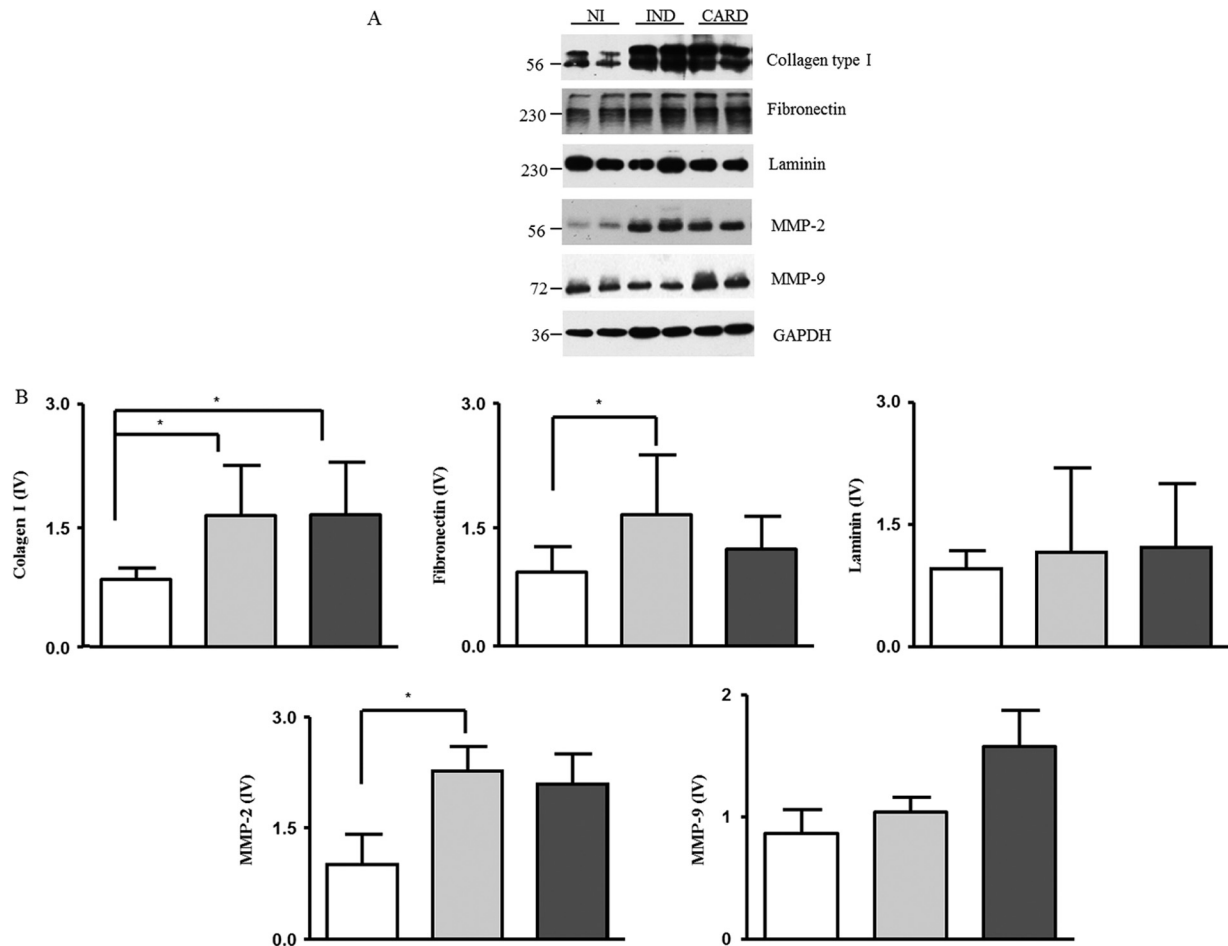 A
NI IND CARD
56 Collagen type I
230 Fibronectin
230 Laminin
56 MMP-2
72 MMP-9
36 GAPDH
B
3.0
1.5
0.0
Colagen I (IV)
*
*
3.0
1.5
0.0
Fibronectin (IV)
*
3.0
1.5
0.0
Laminin (IV)
3.0
1.5
0.0
MMP-2 (IV)
*
2
1
0
MMP-9 (IV)